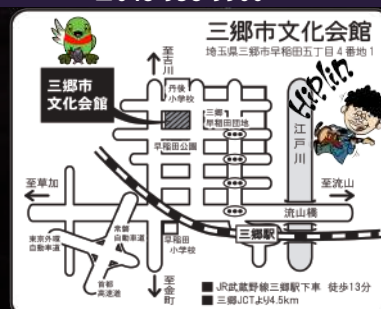 三郷市文化会館
埼玉県三郷市早稲田五丁目4番地1
至吉川
丹後
小学校
三郷市
文化会館
三郷
早稲田団地
早稲田公園
HiPlin
江戸川
至草加
至流山
流山橋
三郷駅
東京外環
自動車道
常磐
自動車道
早稲田
小学校
首都
高速道
至金町
■ JR武蔵野線三郷駅下車 徒歩13分
■ 三郷JCTより4.5km